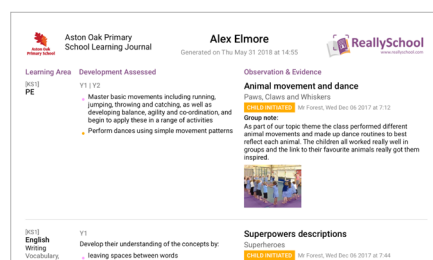 Aston Oak
Primary School
Aston Oak Primary
School Learning Journal
Alex Elmore
Generated on Thu May 31 2018 at 14:55
ReallySchool
www.reallyschool.com
Learning Area
Development Assessed
Observation & Evidence
[KS1]
PE
Y1 | Y2
Master basic movements including running,
jumping, throwing and catching, as well as
developing balance, agility and co-ordination, and
begin to apply these in a range of activities
Perform dances using simple movement patterns
Animal movement and dance
Paws, Claws and Whiskers
CHILD INITIATED Mr Forest, Wed Dec 06 2017 at 7:12
Group note:
As part of our topic theme the class performed different
animal movements and made up dance routines to best
reflect each animal. The children all worked really well in
groups and the link to their favourite animals really got them
inspired.
[KS1]
English
Writing
Vocabulary,
Y1
Develop their understanding of the concepts by:
leaving spaces between words
Superpowers descriptions
Superheroes
CHILD INITIATED Mr Forest, Wed Dec 06 2017 at 7:44